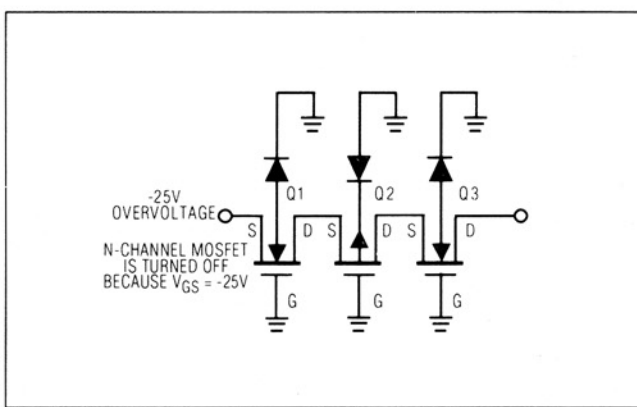 Q1
Q2
Q3
-25V
OVERVOLTAGE
S
D
S
D
S
D
N-CHANNEL MOSFET
IS TURNED OFF
BECAUSE VGS = -25V
G
G
G